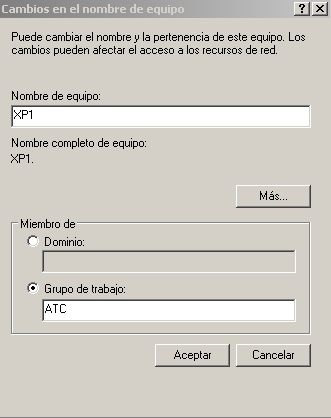 Cambios en el nombre de equipo
Puede cambiar el nombre y la pertenencia de este equipo. Los
cambios pueden afectar el acceso a los recursos de red.
Nombre de equipo:
XP1
Nombre completo de equipo:
XP1.
Más...
Miembro de
Dominio:
Grupo de trabajo:
ATC
Aceptar
Cancelar